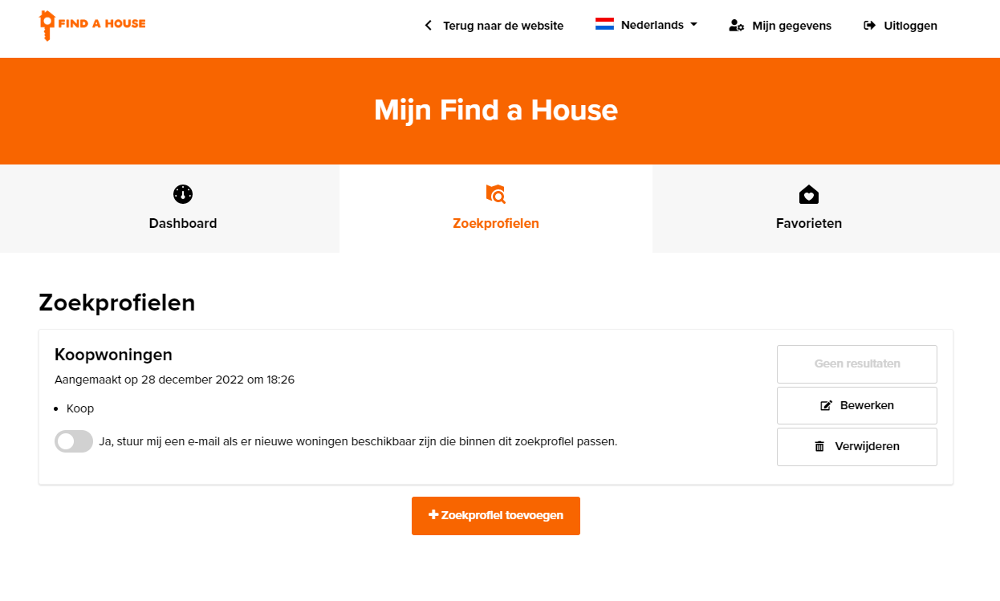 FIND A HOUSE
Terug naar de website
Nederlands
Mijn gegevens
Uitloggen
Mijn Find a House
Dashboard
Zoekprofielen
Favorieten
Zoekprofielen
Koopwoningen
Aangemaakt op 28 december 2022 om 18:26
Koop
Ja, stuur mij een e-mail als er nieuwe woningen beschikbaar zijn die binnen dit zoekprofiel passen.
Geen resultaten
Bewerken
Verwijderen
Zoekprofiel toevoegen